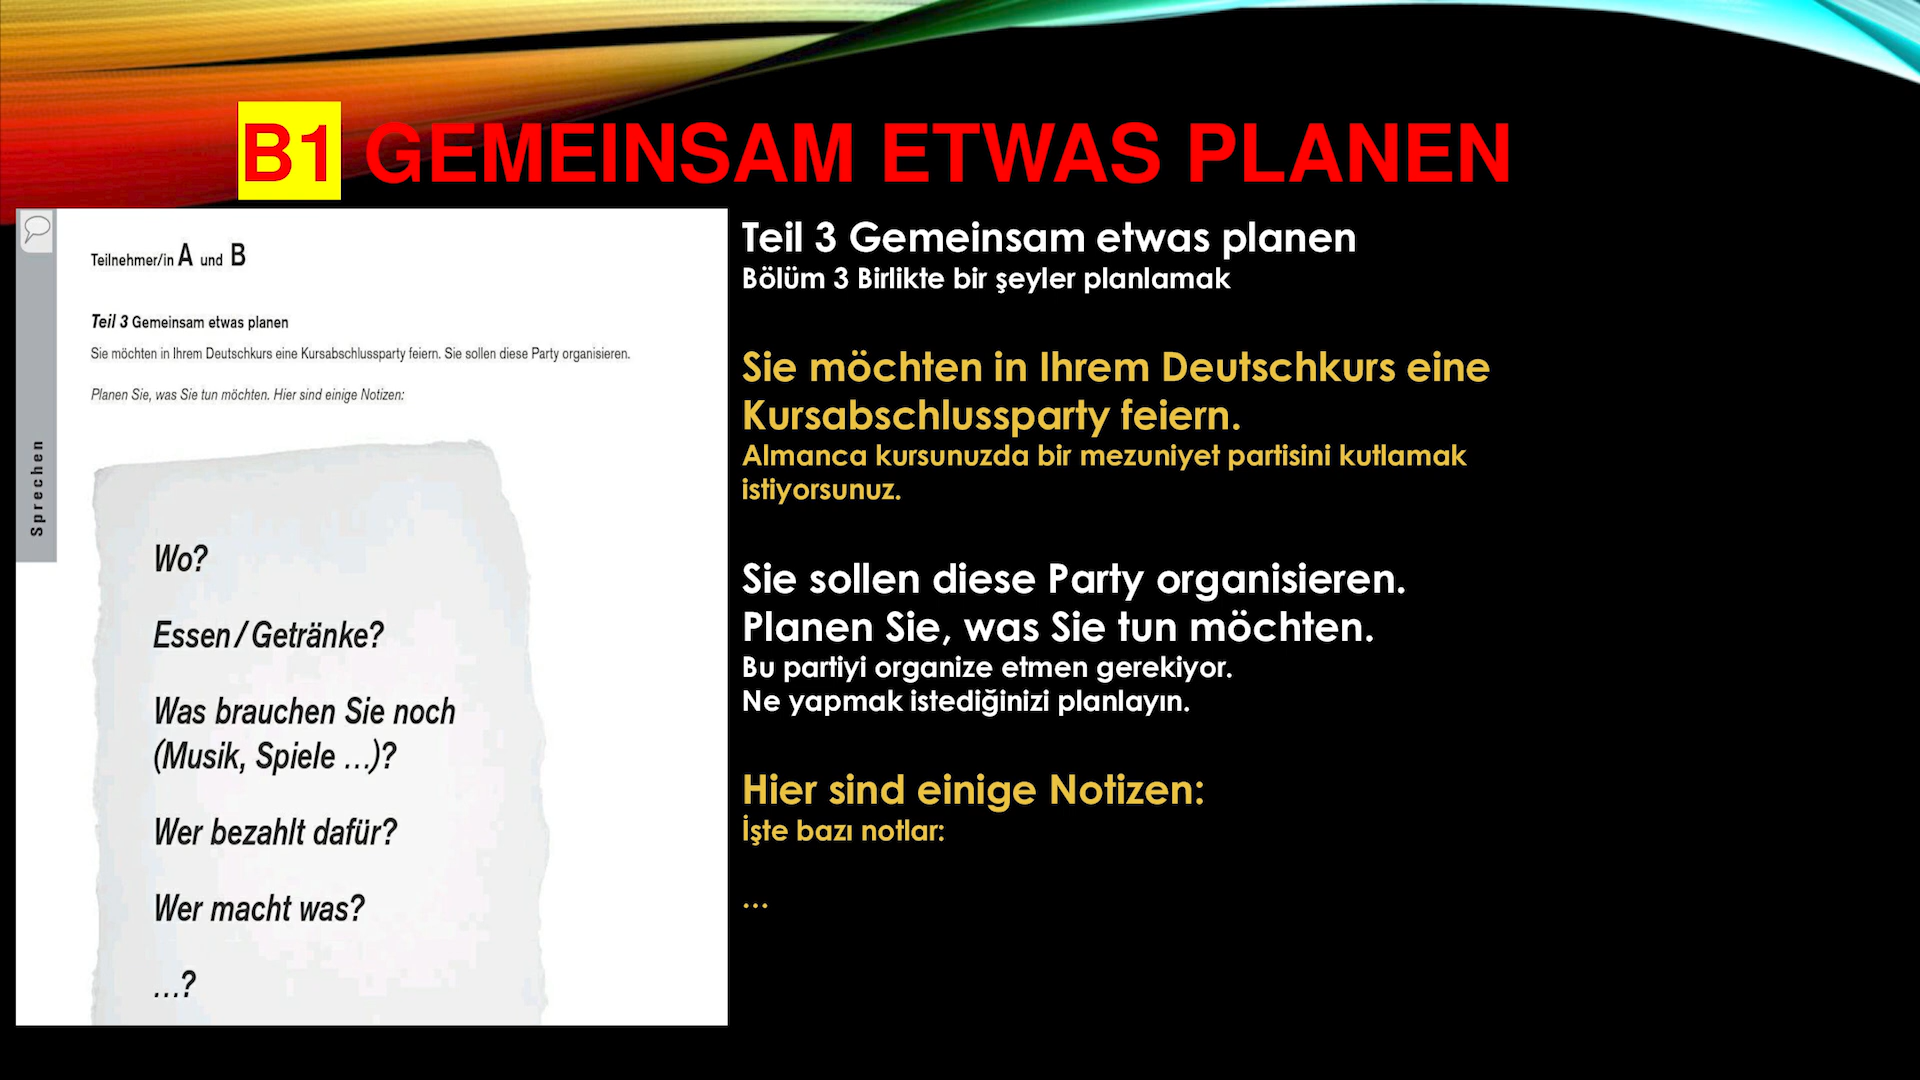 B1 GEMEINSAM ETWAS PLANEN
Teilnehmer/in A und B
Teil 3 Gemeinsam etwas planen
Sie möchten in Ihrem Deutschkurs eine Kursabschlussparty feiern. Sie sollen diese Party organisieren.
Planen Sie, was Sie tun möchten. Hier sind einige Notizen:
Sprechen
Wo?
Essen/Getränke?
Was brauchen Sie noch
(Musik, Spiele ...)?
Wer bezahlt dafür?
Wer macht was?
...?
Teil 3 Gemeinsam etwas planen
Bölüm 3 Birlikte bir şeyler planlamak
Sie möchten in Ihrem Deutschkurs eine
Kursabschlussparty feiern.
Almanca kursunuzda bir mezuniyet partisini kutlamak
istiyorsunuz.
Sie sollen diese Party organisieren.
Planen Sie, was Sie tun möchten.
Bu partiyi organize etmen gerekiyor.
Ne yapmak istediğinizi planlayın.
Hier sind einige Notizen:
İşte bazı notlar:
...